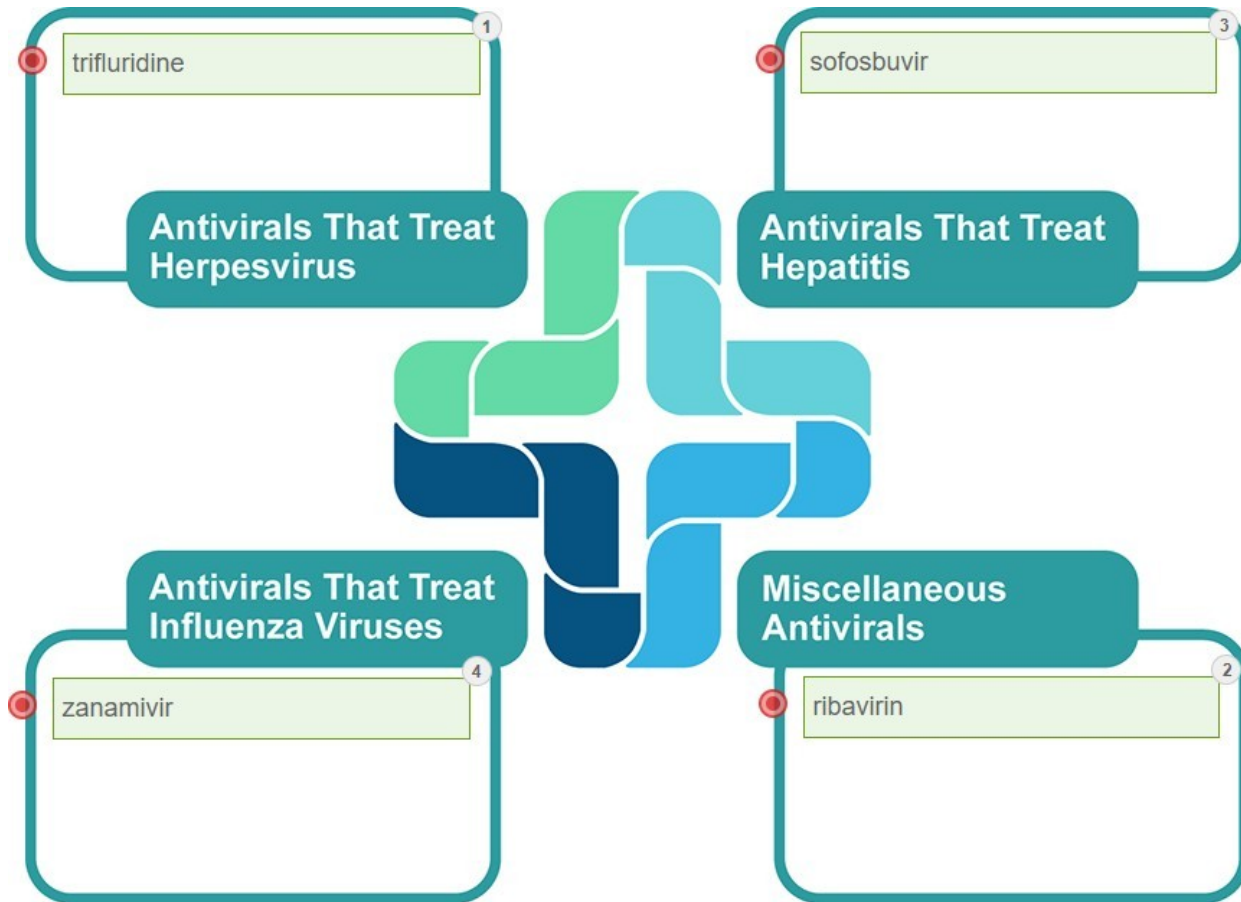 1
trifluridine
Antivirals That Treat
Herpesvirus
3
sofosbuvir
Antivirals That Treat
Hepatitis
Antivirals That Treat
Influenza Viruses
4
zanamivir
Miscellaneous
Antivirals
2
ribavirin